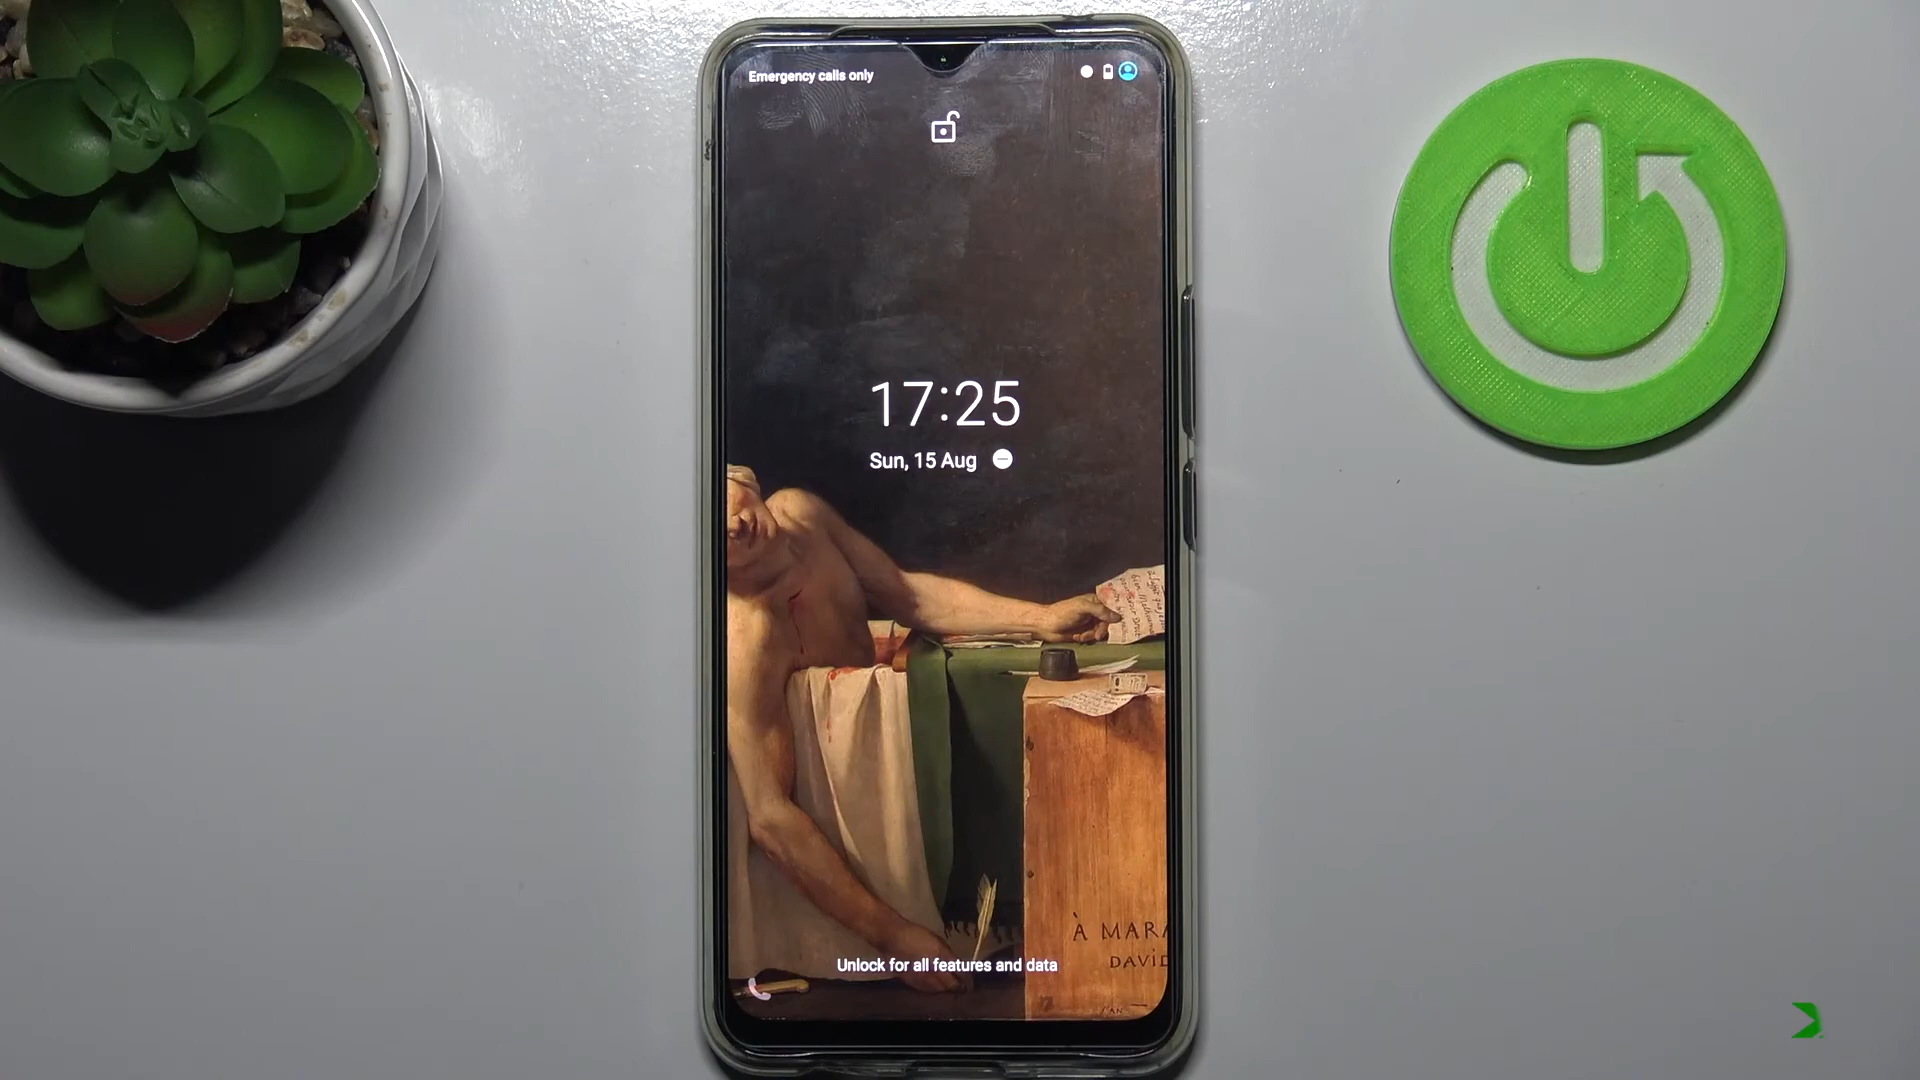 Emergency calls only
17:25
Sun, 15 Aug
Unlock for all features and data
À MARA
DAVID